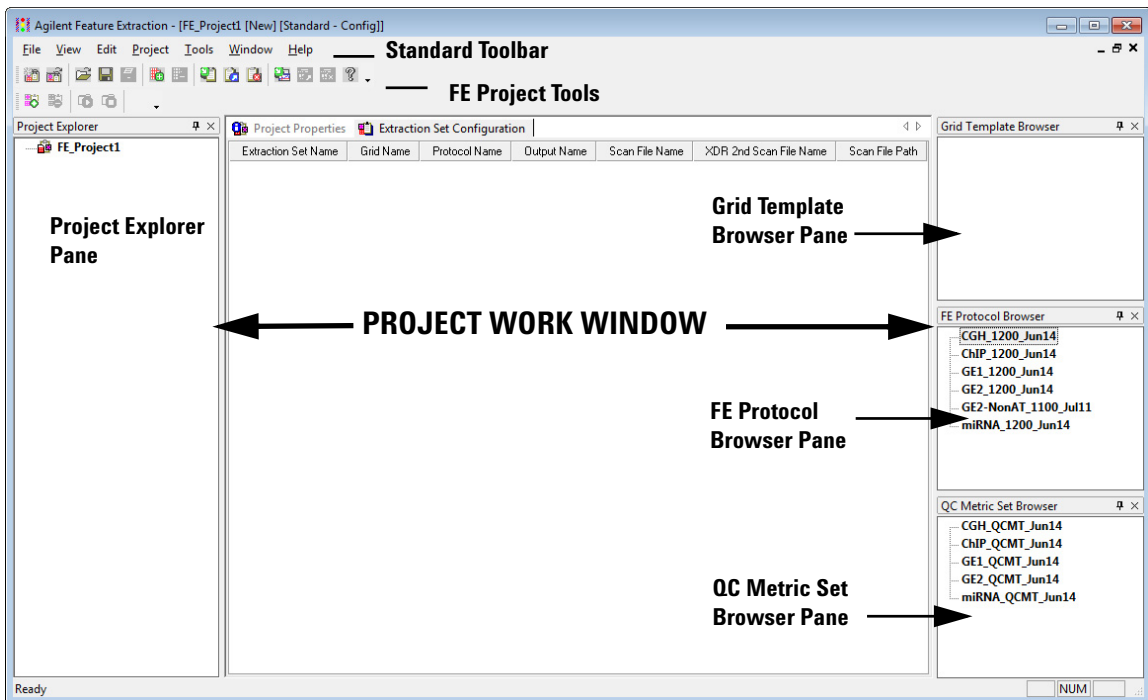 Agilent Feature Extraction - [FE_Project1 [New] [Standard - Config]]
File View Edit Project Tools Window Help
Standard Toolbar
FE Project Tools
Project Explorer
FE_Project1
Project Explorer
Pane
Project Properties Extraction Set Configuration
Extraction Set Name Grid Name Protocol Name Output Name Scan File Name XDR 2nd Scan File Name Scan File Path
PROJECT WORK WINDOW
Grid Template
Browser Pane
FE Protocol
Browser Pane
QC Metric Set
Browser Pane
Grid Template Browser
FE Protocol Browser
CGH_1200_Jun14
ChIP_1200_Jun14
GE1_1200_Jun14
GE2_1200_Jun14
GE2-NonAT_1100_Jul11
miRNA_1200_Jun14
QC Metric Set Browser
CGH_QCMT_Jun14
ChIP_QCMT_Jun14
GE1_QCMT_Jun14
GE2_QCMT_Jun14
miRNA_QCMT_Jun14
Ready
NUM